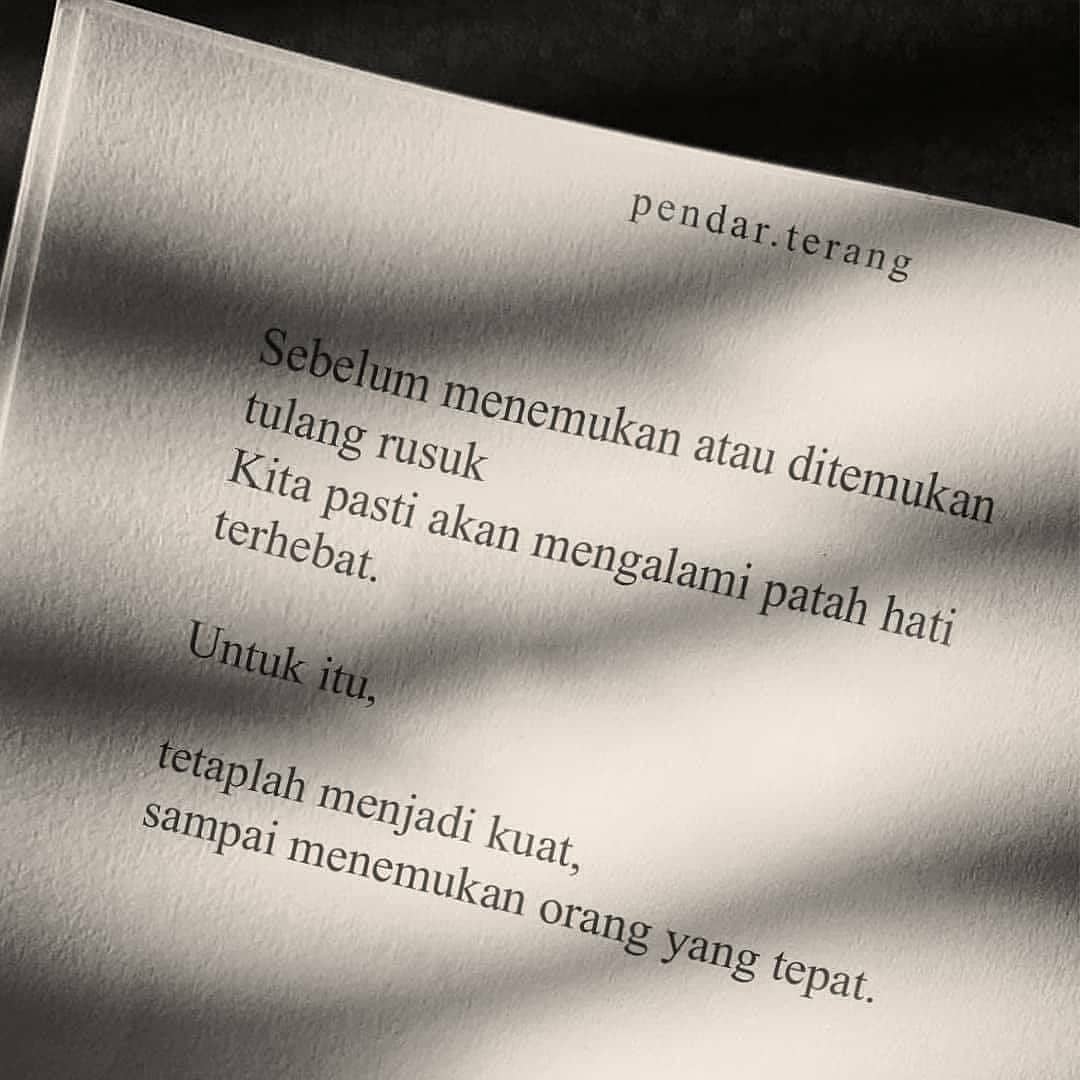 pendar.terang
Sebelum menemukan atau ditemukan
tulang rusuk
Kita pasti akan mengalami patah hati
terhebat.
Untuk itu,
tetaplah menjadi kuat,
sampai menemukan orang yang tepat.